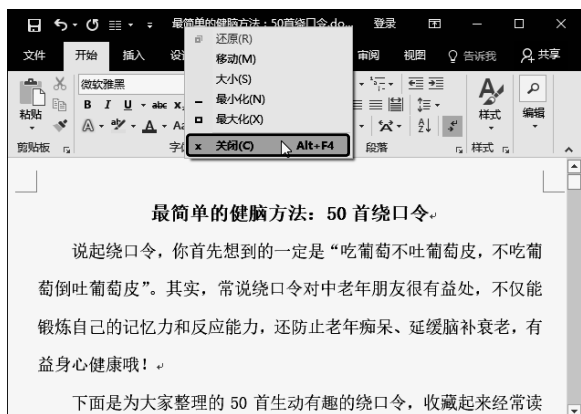 最简单的健脑方法：50首绕口令.do... 登录
还原(R)
移动(M)
大小(S)
最小化(N)
最大化(X)
关闭(C) Alt+F4
文件 开始 插入 审阅 视图 告诉我 共享
微软雅黑
B I U abc x,
粘贴
A aby A Aa
样式 编辑
剪贴板 段落 样式
最简单的健脑方法：50 首绕口令
说起绕口令，你首先想到的一定是“吃葡萄不吐葡萄皮，不吃葡
萄倒吐葡萄皮”。其实，常说绕口令对中老年朋友很有益处，不仅能
锻炼自己的记忆力和反应能力，还防止老年痴呆、延缓脑补衰老，有
益身心健康哦！
下面是为大家整理的 50 首生动有趣的绕口令，收藏起来经常读